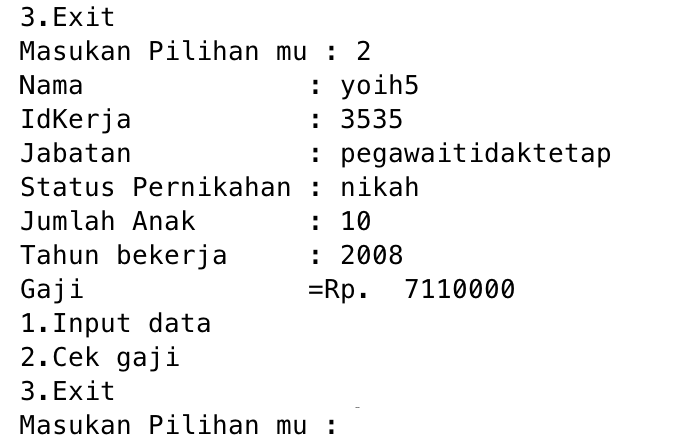 3.Exit
Masukan Pilihan mu : 2
Nama              : yoih5
IdKerja           : 3535
Jabatan           : pegawaitidaktetap
Status Pernikahan : nikah
Jumlah Anak       : 10
Tahun bekerja     : 2008
Gaji              =Rp.  7110000
1.Input data
2.Cek gaji
3.Exit
Masukan Pilihan mu :